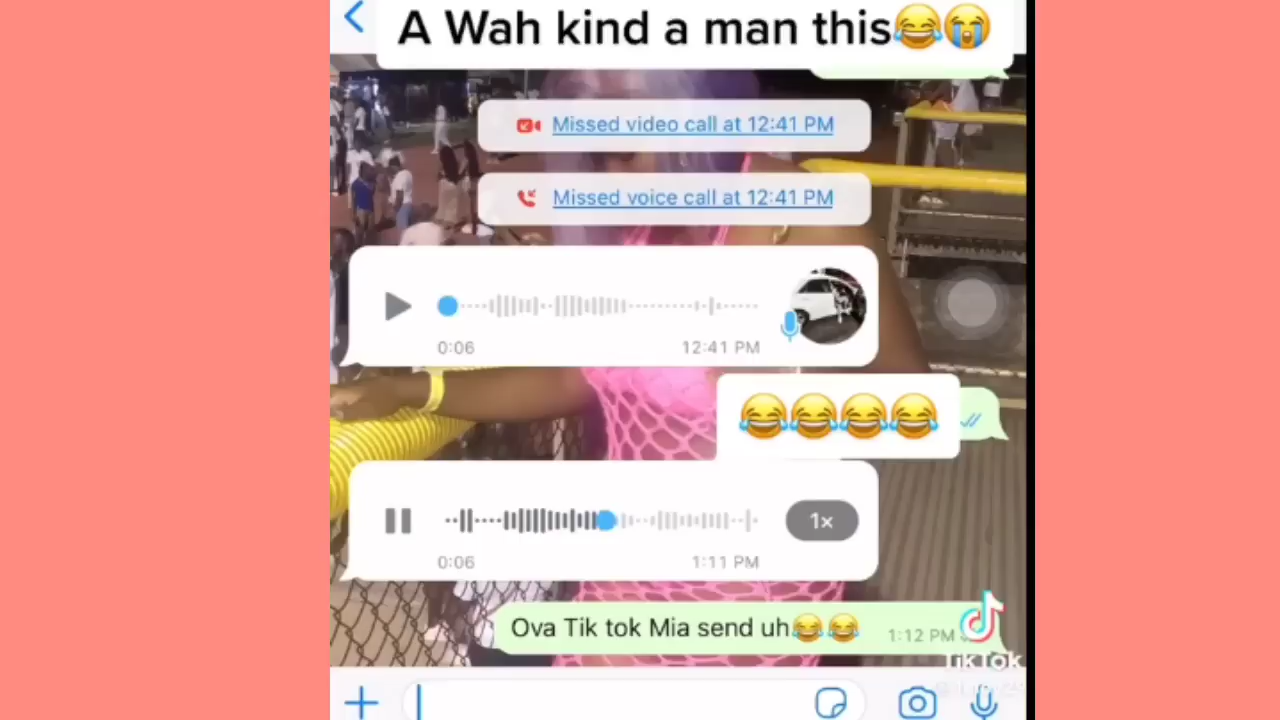 A Wah kind a man this😂😭
Missed video call at 12:41 PM
Missed voice call at 12:41 PM
0:06 12:41 PM
😂😂😂😂
1x
0:06 1:11 PM
Ova Tik tok Mia send uh😂😂 1:12 PM
TikTok